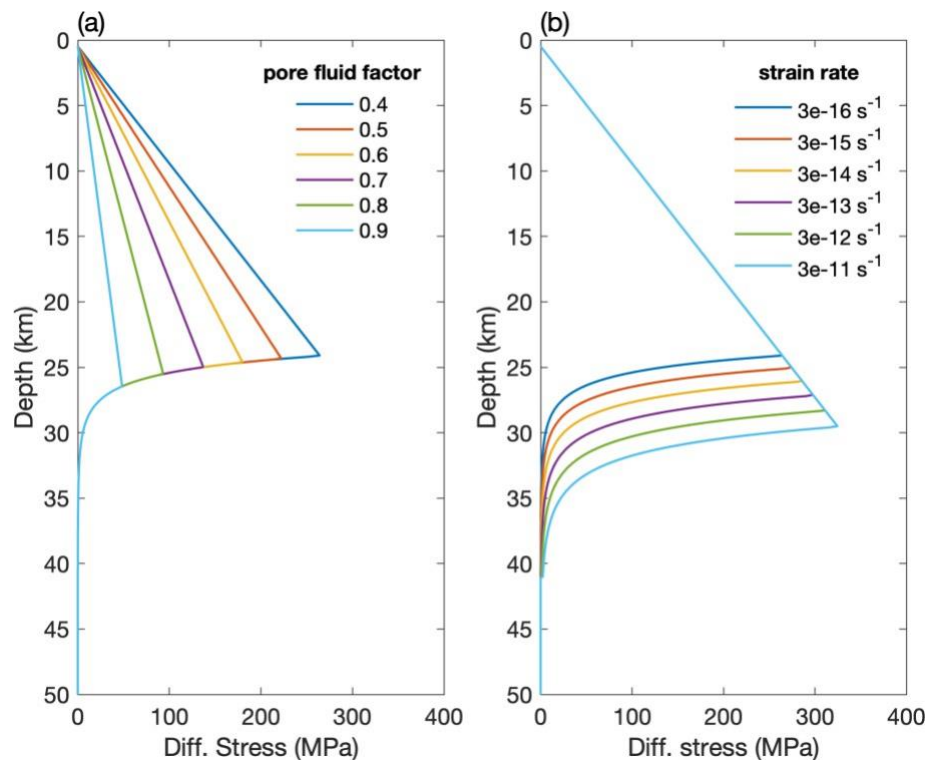 (a)
0
5
10
15
20
25
30
35
40
45
50
Depth (km)
0 100 200 300 400
Diff. Stress (MPa)
pore fluid factor
0.4
0.5
0.6
0.7
0.8
0.9
(b)
0
5
10
15
20
25
30
35
40
45
50
Depth (km)
0 100 200 300 400
Diff. stress (MPa)
strain rate
3e-16 s⁻¹
3e-15 s⁻¹
3e-14 s⁻¹
3e-13 s⁻¹
3e-12 s⁻¹
3e-11 s⁻¹